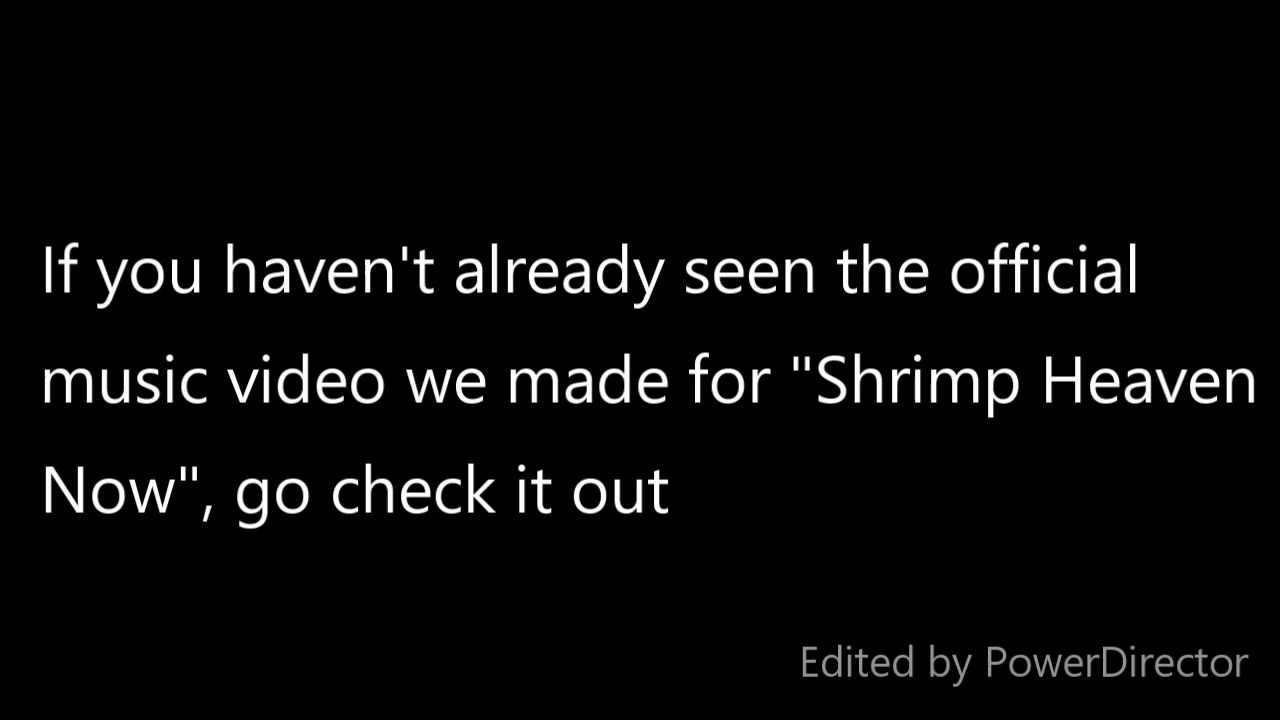 If you haven't already seen the official
music video we made for "Shrimp Heaven
Now", go check it out
Edited by PowerDirector